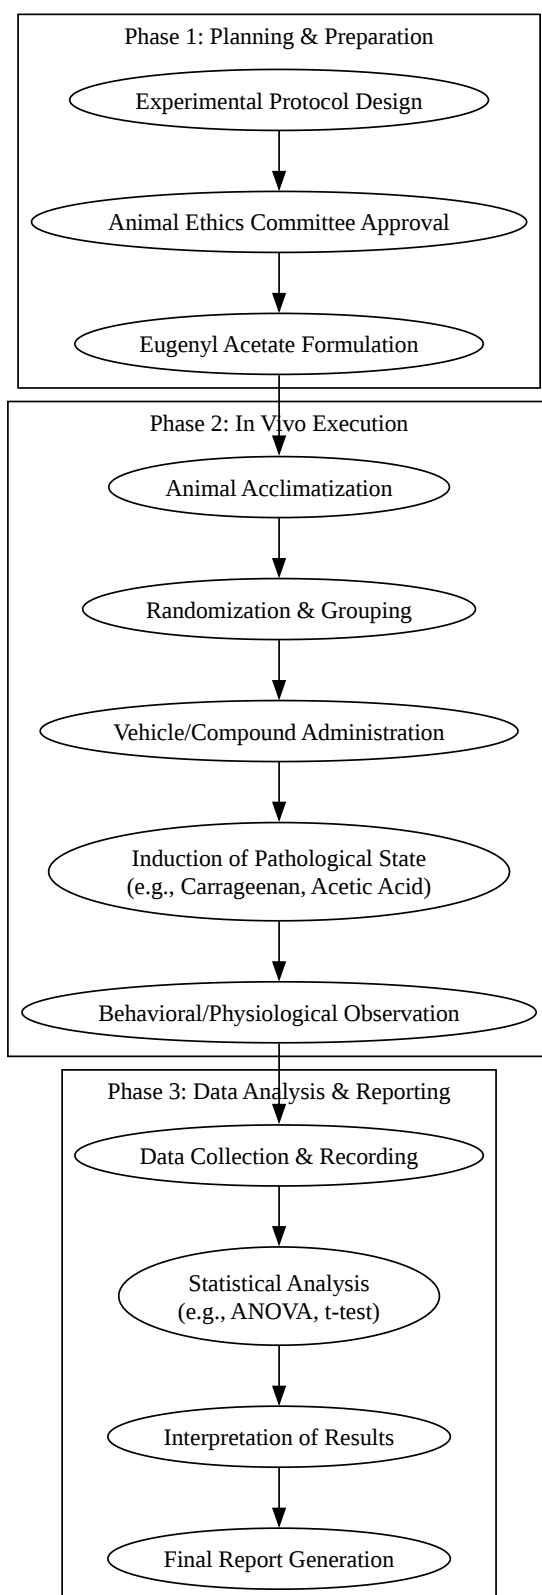 Phase 1: Planning & Preparation
Experimental Protocol Design
Animal Ethics Committee Approval
Eugenyl Acetate Formulation
Phase 2: In Vivo Execution
Animal Acclimatization
Randomization & Grouping
Vehicle/Compound Administration
Induction of Pathological State
(e.g., Carrageenan, Acetic Acid)
Behavioral/Physiological Observation
Phase 3: Data Analysis & Reporting
Data Collection & Recording
Statistical Analysis
(e.g., ANOVA, t-test)
Interpretation of Results
Final Report Generation